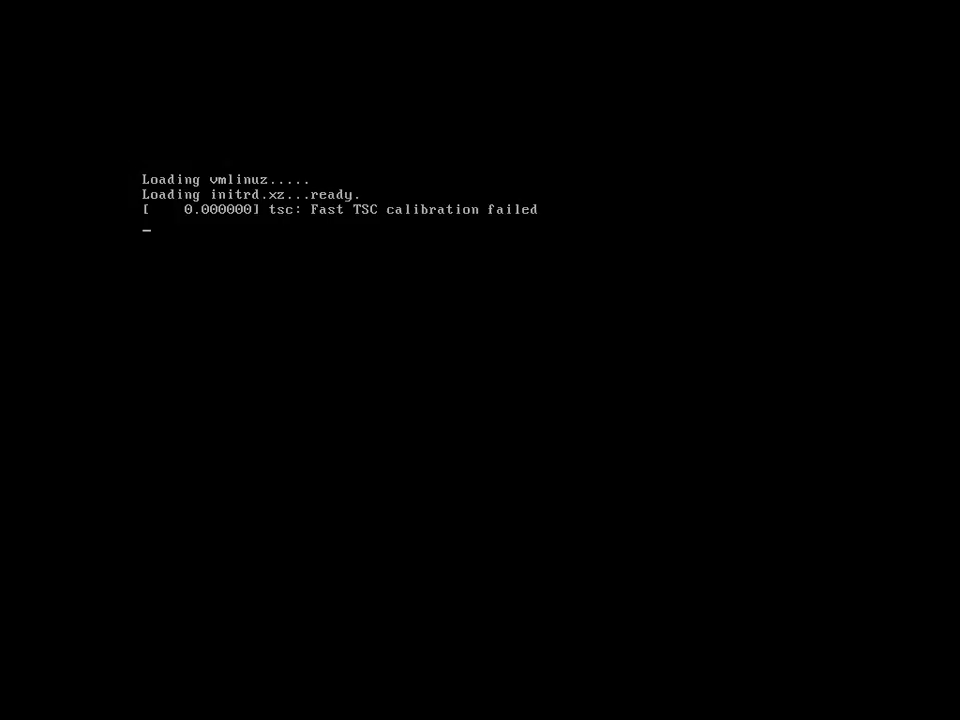 Loading vmlinuz.....
Loading initrd.xz...ready.
[    0.000000] tsc: Fast TSC calibration failed
_